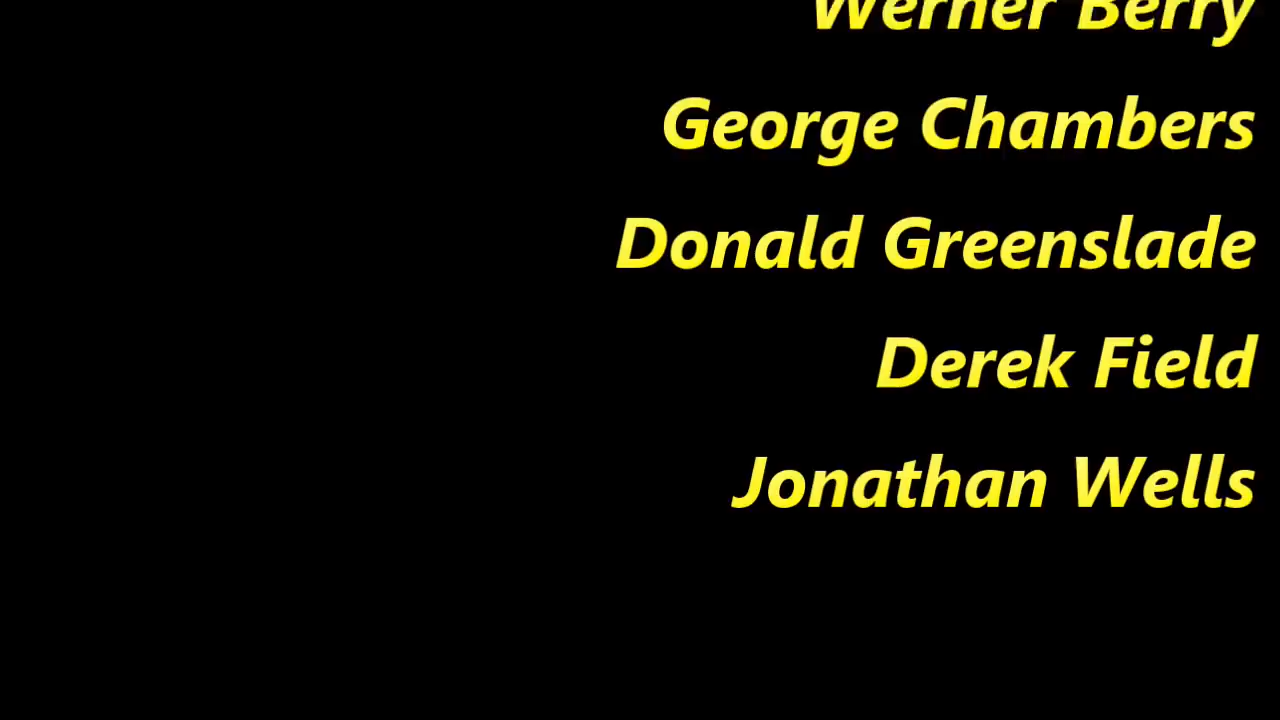 Werner Berry
George Chambers
Donald Greenslade
Derek Field
Jonathan Wells